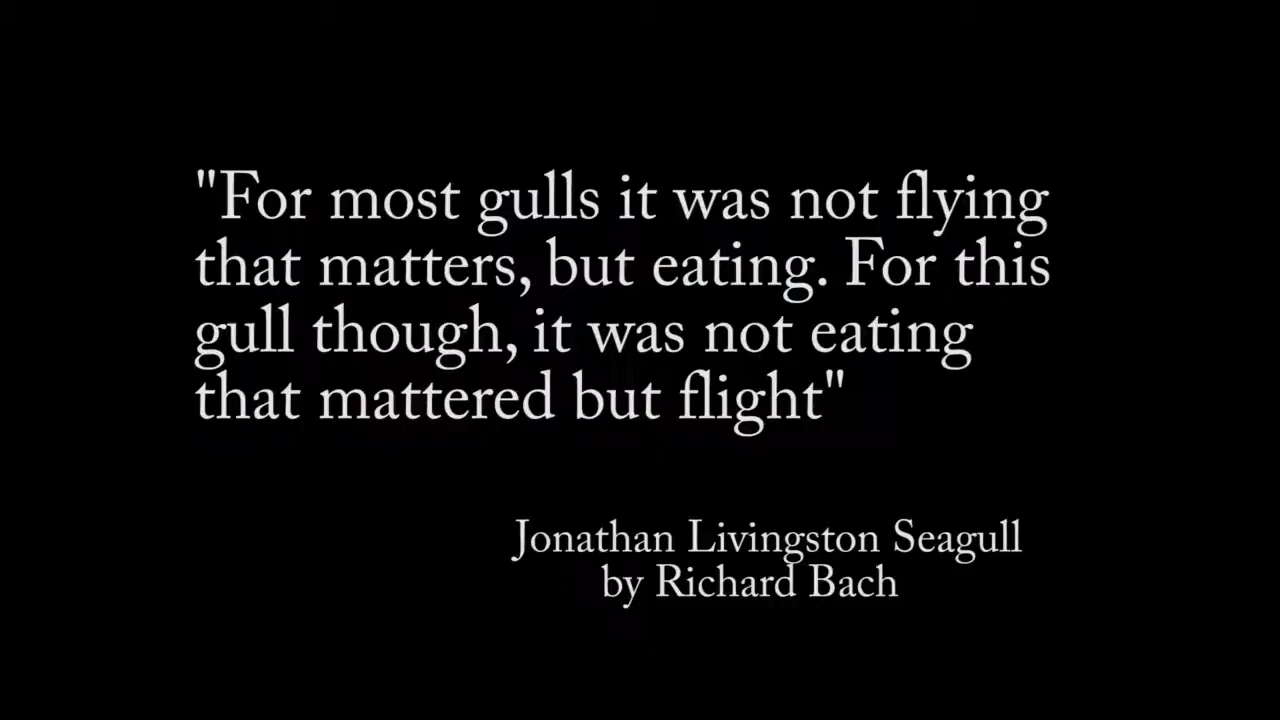 "For most gulls it was not flying
that matters, but eating. For this
gull though, it was not eating
that mattered but flight"
Jonathan Livingston Seagull
by Richard Bach